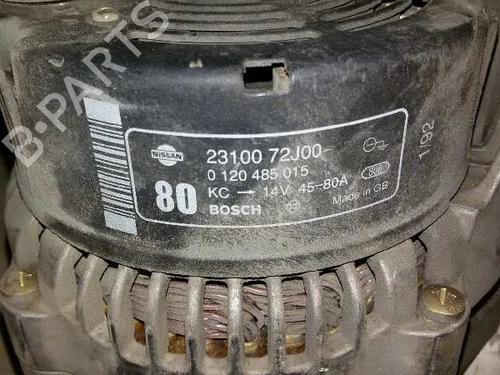 B-PARTS
NISSAN
80
23100 72J00
0 120 485 015
KC → 14V 45-80A
BOSCH
Made in GB
1/92